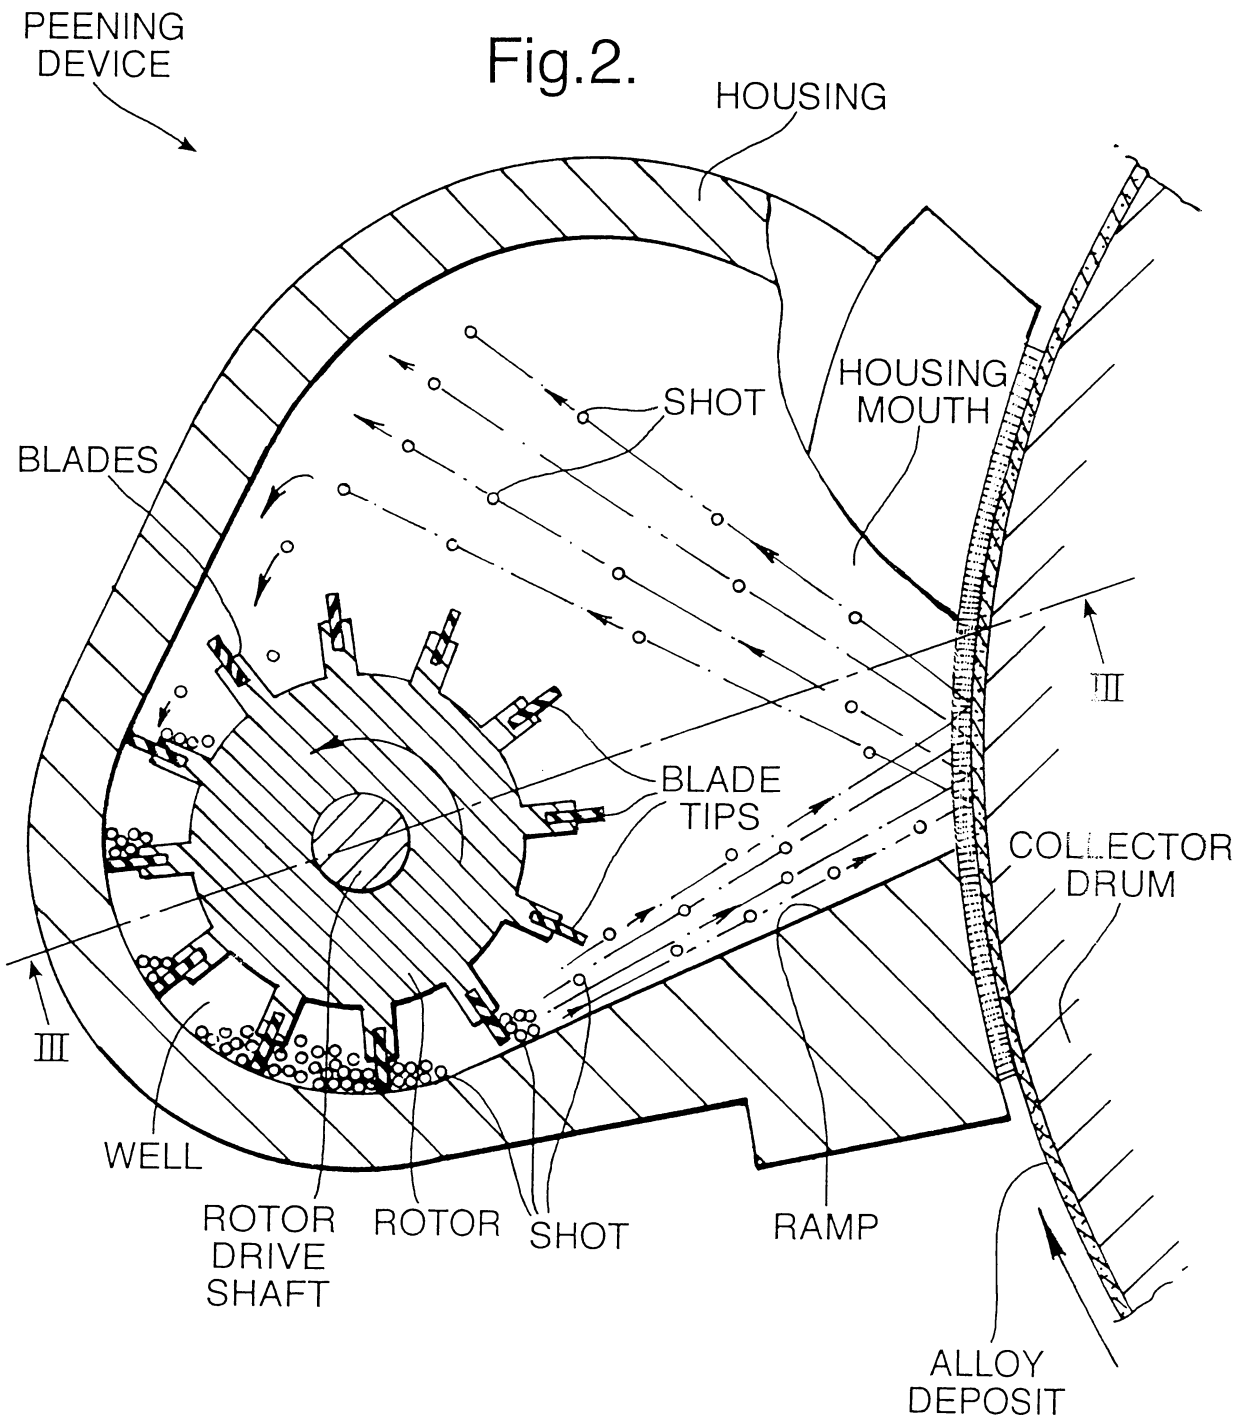 PEENING
DEVICE
Fig.2.
HOUSING
HOUSING
MOUTH
SHOT
BLADES
III
BLADE
TIPS
COLLECTOR
DRUM
III
WELL
ROTOR
DRIVE
SHAFT
ROTOR
SHOT
RAMP
ALLOY
DEPOSIT